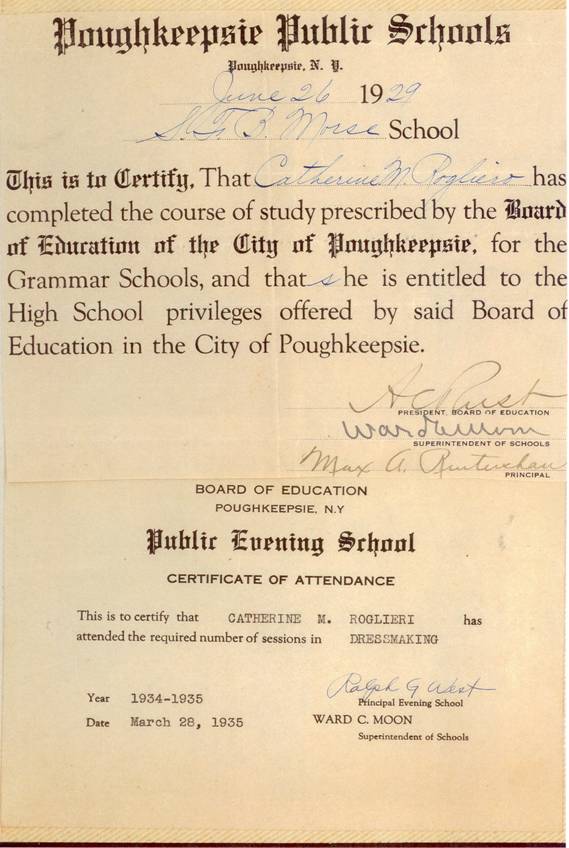 Poughkeepsie Public Schools
Poughkeepsie, N. Y.
June 26 1929
S. F. B. Morse School
This is to Certify, That Catherine M. Rogliero has
completed the course of study prescribed by the Board
of Education of the City of Poughkeepsie, for the
Grammar Schools, and that she is entitled to the
High School privileges offered by said Board of
Education in the City of Poughkeepsie.
PRESIDENT, BOARD OF EDUCATION
Ward C. Moon
SUPERINTENDENT OF SCHOOLS
Max A.
PRINCIPAL
BOARD OF EDUCATION
POUGHKEEPSIE, N.Y
Public Evening School
CERTIFICATE OF ATTENDANCE
This is to certify that CATHERINE M. ROGLIERI has
attended the required number of sessions in DRESSMAKING
Ralph G West
Year 1934-1935
Principal Evening School
WARD C. MOON
Date March 28, 1935
Superintendent of Schools